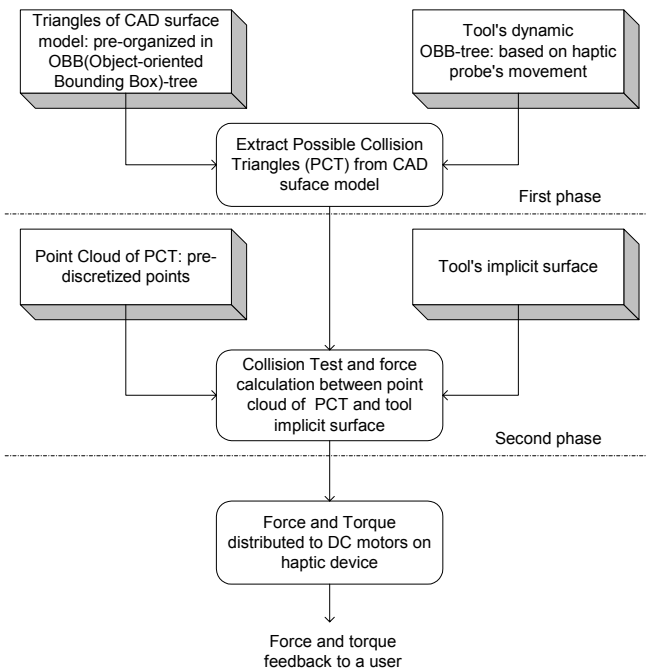 Triangles of CAD surface
model: pre-organized in
OBB(Object-oriented
Bounding Box)-tree
Tool's dynamic
OBB-tree: based on haptic
probe's movement
Extract Possible Collision
Triangles (PCT) from CAD
suface model
First phase
Point Cloud of PCT: pre-
discretized points
Tool's implicit surface
Collision Test and force
calculation between point
cloud of PCT and tool
implicit surface
Second phase
Force and Torque
distributed to DC motors on
haptic device
Force and torque
feedback to a user